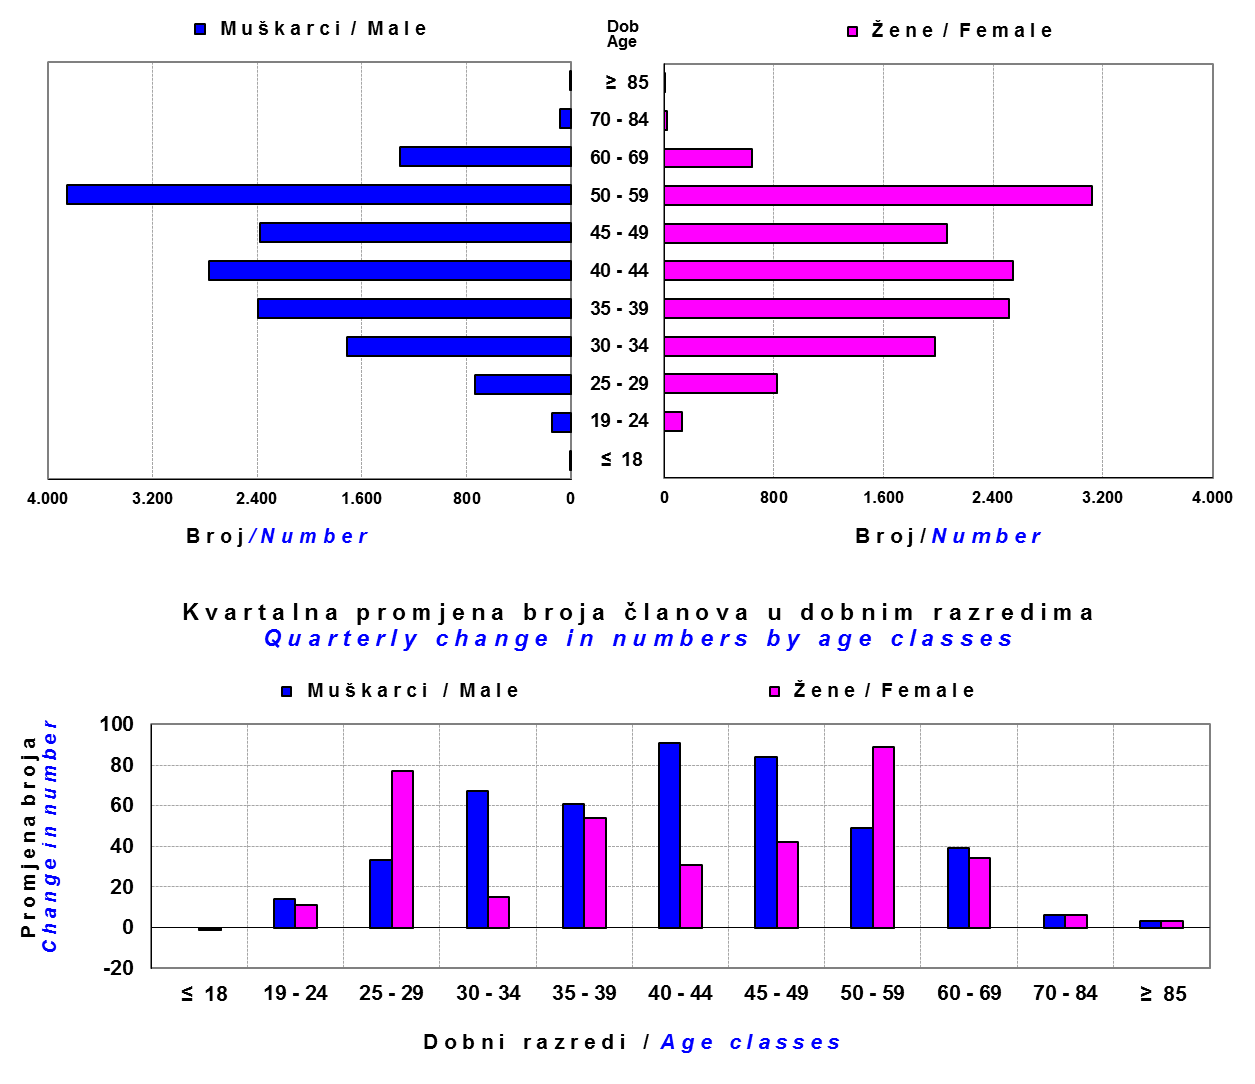 Muškarci / Male
Dob
Age
Žene / Female
≥ 85
70 - 84
60 - 69
50 - 59
45 - 49
40 - 44
35 - 39
30 - 34
25 - 29
19 - 24
≤ 18
4.000 3.200 2.400 1.600 800 0
0 800 1.600 2.400 3.200 4.000
Broj/Number
Broj/Number
Kvartalna promjena broja članova u dobnim razredima
Quarterly change in numbers by age classes
Muškarci / Male
Žene / Female
Promjena broja
Change in number
100
80
60
40
20
0
-20
≤ 18 19 - 24 25 - 29 30 - 34 35 - 39 40 - 44 45 - 49 50 - 59 60 - 69 70 - 84 ≥ 85
Dobni razredi / Age classes